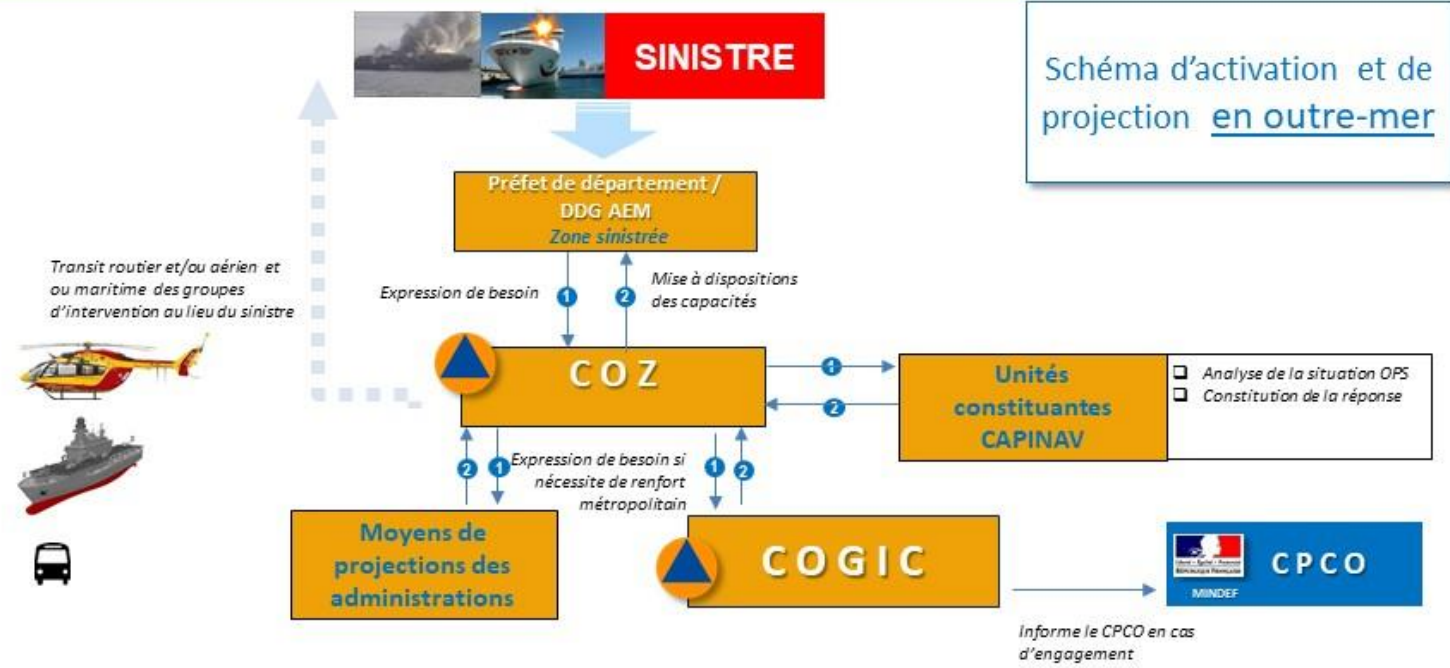 SINISTRE
Schéma d'activation et de
projection en outre-mer
Préfet de département /
DDG AEM
Zone sinistrée
Transit routier et/ou aérien et
ou maritime des groupes
d'intervention au lieu du sinistre
Expression de besoin
1
2
Mise à dispositions
des capacités
COZ
1
2
Unités
constituantes
CAPINAV
Analyse de la situation OPS
Constitution de la réponse
2
1
Expression de besoin si
nécessite de renfort
métropolitain
1
2
Moyens de
projections des
administrations
COGIC
RÉPUBLIQUE FRANÇAISE
MINDEF
CPCO
Informe le CPCO en cas
d'engagement